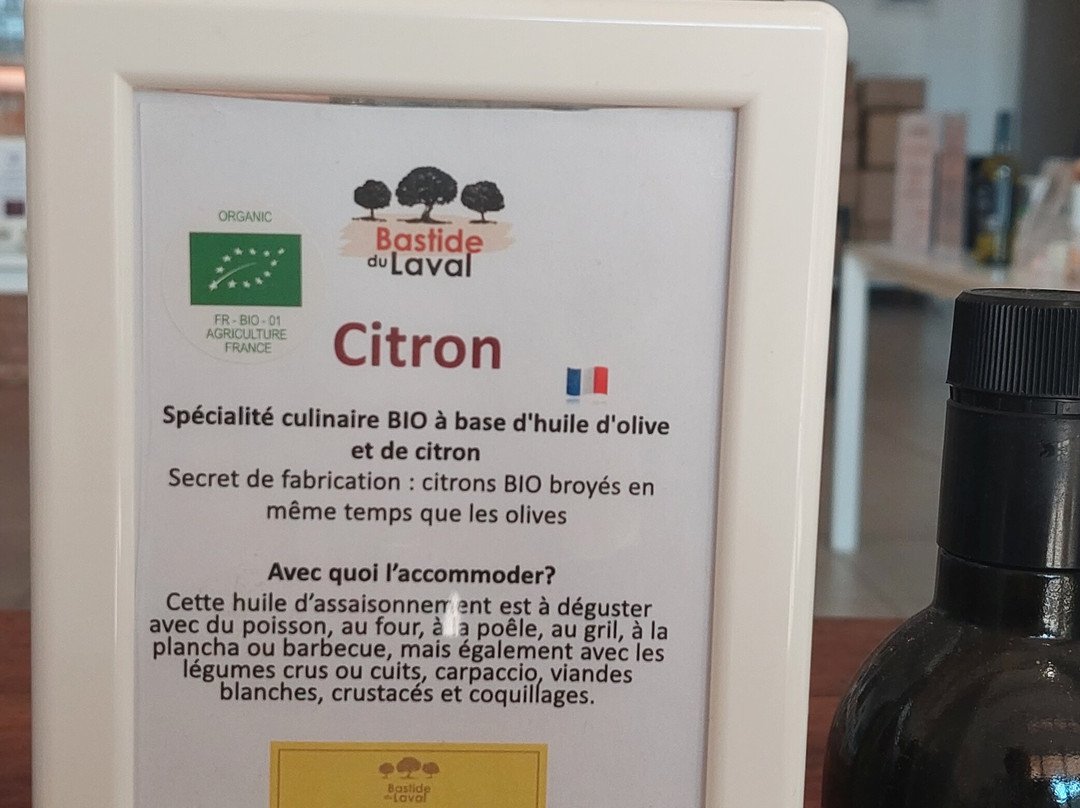 ORGANIC
FR - BIO - 01
AGRICULTURE
FRANCE
Bastide
du Laval
Citron
Spécialité culinaire BIO à base d'huile d'olive
et de citron
Secret de fabrication : citrons BIO broyés en
même temps que les olives
Avec quoi l'accommoder?
Cette huile d'assaisonnement est à déguster
avec du poisson, au four, à la poêle, au gril, à la
plancha ou barbecue, mais également avec les
légumes crus ou cuits, carpaccio, viandes
blanches, crustacés et coquillages.
Bastide
du Laval